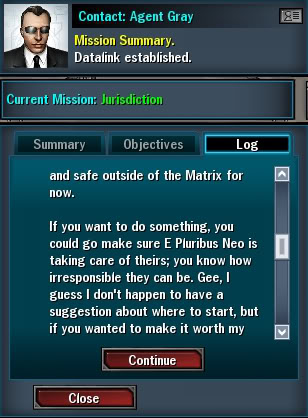 Contact: Agent Gray
Mission Summary.
Datalink established.
Current Mission: Jurisdiction
Summary Objectives Log
and safe outside of the Matrix for
now.
If you want to do something, you
could go make sure E Pluribus Neo is
taking care of theirs; you know how
irresponsible they can be. Gee, I
guess I don't happen to have a
suggestion about where to start, but
if you wanted to make it worth my
Continue
Close